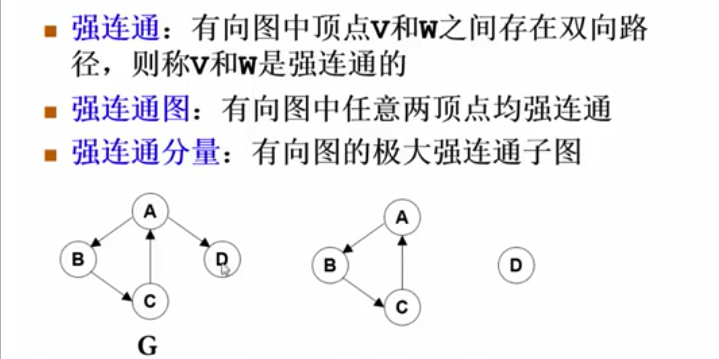 强连通：有向图中顶点V和W之间存在双向路
径，则称V和W是强连通的
强连通图：有向图中任意两顶点均强连通
强连通分量：有向图的极大强连通子图
A
B
D
C
G
A
B
D
C